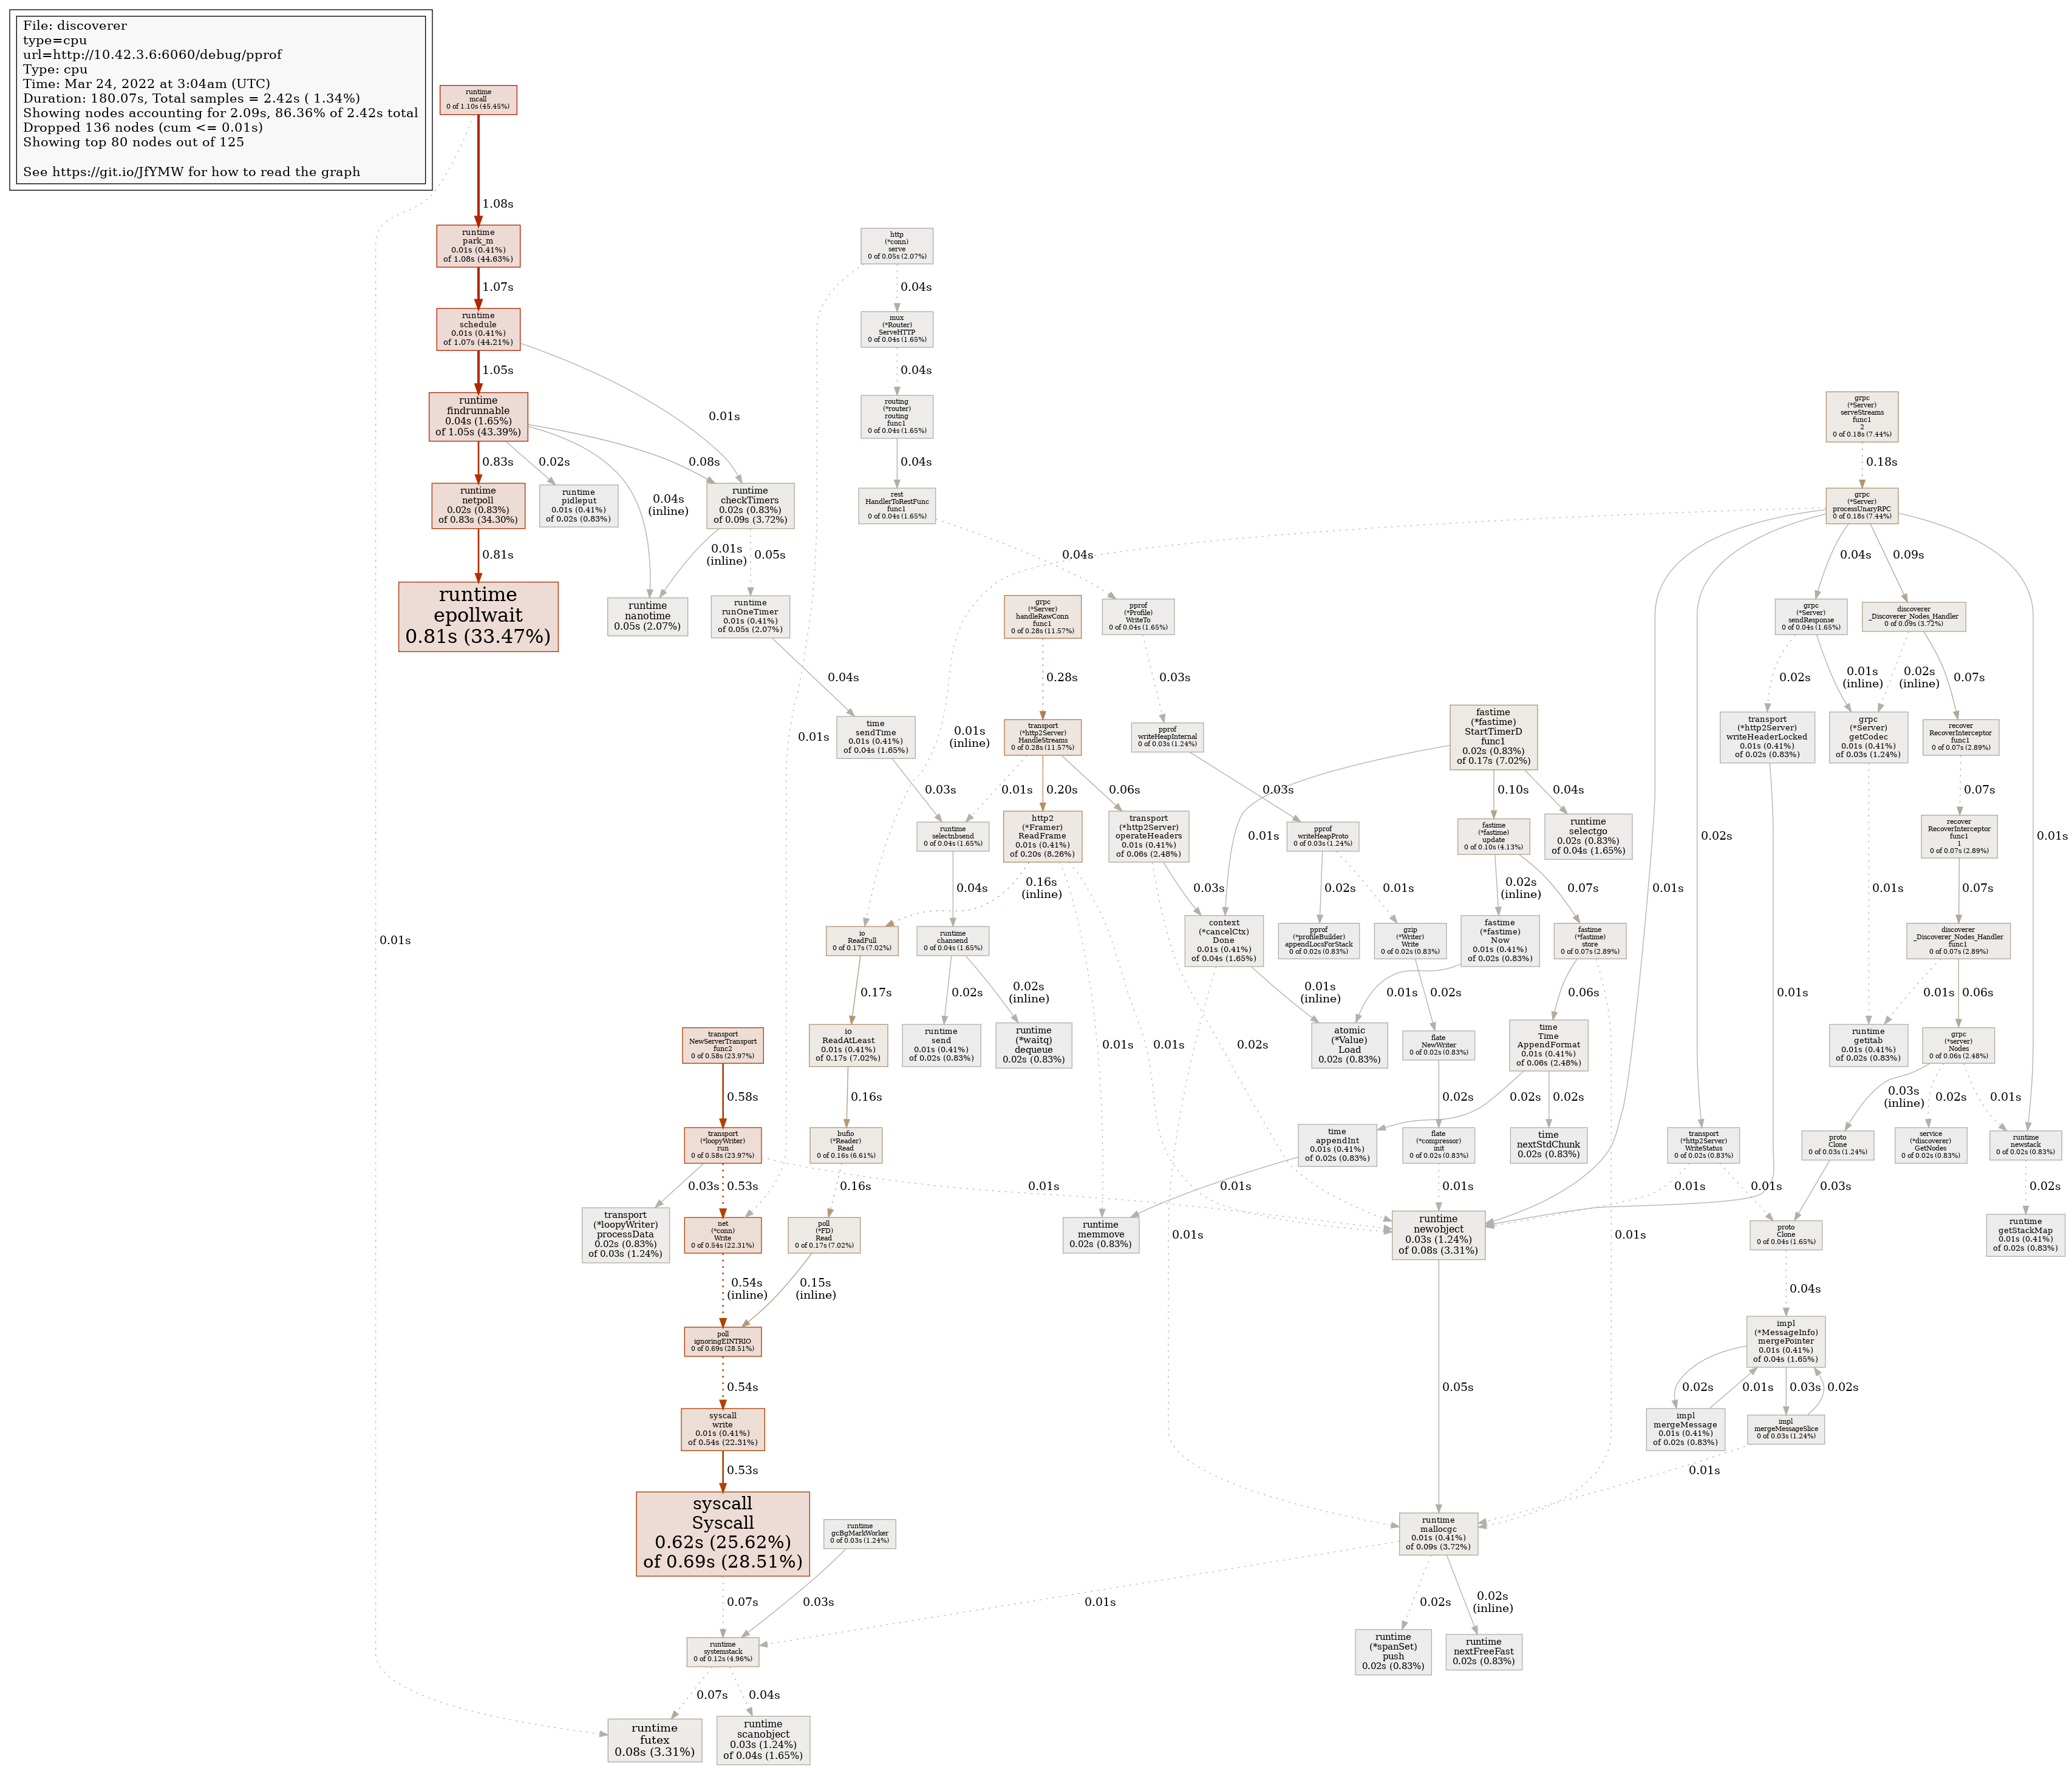 File: discoverer
type=cpu
url=http://10.42.3.6:6060/debug/pprof
Type: cpu
Time: Mar 24, 2022 at 3:04am (UTC)
Duration: 180.07s, Total samples = 2.42s ( 1.34%)
Showing nodes accounting for 2.09s, 86.36% of 2.42s total
Dropped 136 nodes (cum <= 0.01s)
Showing top 80 nodes out of 125
See https://git.io/JfYMW for how to read the graph
runtime
mcall
0 of 1.10s (45.45%)
1.08s
runtime
park_m
0.01s (0.41%)
of 1.08s (44.63%)
http
(*conn)
serve
0 of 0.05s (2.07%)
1.07s
0.04s
runtime
schedule
0.01s (0.41%)
of 1.07s (44.21%)
mux
(*Router)
ServeHTTP
0 of 0.04s (1.65%)
1.05s
0.04s
0.01s
runtime
findrunnable
0.04s (1.65%)
of 1.05s (43.39%)
routing
(*router)
routing
func1
0 of 0.04s (1.65%)
grpc
(*Server)
serveStreams
func1
2
0 of 0.18s (7.44%)
0.83s
0.02s
0.08s
0.04s
0.18s
0.04s
(inline)
runtime
netpoll
0.02s (0.83%)
of 0.83s (34.30%)
runtime
pidleput
0.01s (0.41%)
of 0.02s (0.83%)
runtime
checkTimers
0.02s (0.83%)
of 0.09s (3.72%)
rest
HandlerToRestFunc
func1
0 of 0.04s (1.65%)
grpc
(*Server)
processUnaryRPC
0 of 0.18s (7.44%)
0.81s
0.01s
(inline)
0.05s
0.04s
0.04s
0.09s
runtime
epollwait
0.81s (33.47%)
runtime
nanotime
0.05s (2.07%)
runtime
runOneTimer
0.01s (0.41%)
of 0.05s (2.07%)
grpc
(*Server)
handleRawConn
func1
0 of 0.28s (11.57%)
pprof
(*Profile)
WriteTo
0 of 0.04s (1.65%)
grpc
(*Server)
sendResponse
0 of 0.04s (1.65%)
discoverer
_Discoverer_Nodes_Handler
0 of 0.09s (3.72%)
0.04s
0.28s
0.03s
0.02s
0.01s
(inline)
0.02s
(inline)
0.07s
time
sendTime
0.01s (0.41%)
of 0.04s (1.65%)
0.01s
0.01s
(inline)
transport
(*http2Server)
HandleStreams
0 of 0.28s (11.57%)
pprof
writeHeapInternal
0 of 0.03s (1.24%)
fastime
(*fastime)
StartTimerD
func1
0.02s (0.83%)
of 0.17s (7.02%)
transport
(*http2Server)
writeHeaderLocked
0.01s (0.41%)
of 0.02s (0.83%)
grpc
(*Server)
getCodec
0.01s (0.41%)
of 0.03s (1.24%)
recover
RecoverInterceptor
func1
0 of 0.07s (2.89%)
0.03s
0.01s
0.20s
0.06s
0.03s
0.10s
0.04s
0.07s
runtime
selectnbsend
0 of 0.04s (1.65%)
http2
(*Framer)
ReadFrame
0.01s (0.41%)
of 0.20s (8.26%)
transport
(*http2Server)
operateHeaders
0.01s (0.41%)
of 0.06s (2.48%)
0.01s
pprof
writeHeapProto
0 of 0.03s (1.24%)
fastime
(*fastime)
update
0 of 0.10s (4.13%)
runtime
selectgo
0.02s (0.83%)
of 0.04s (1.65%)
0.01s
0.02s
0.01s
recover
RecoverInterceptor
func1
1
0 of 0.07s (2.89%)
0.04s
0.16s
(inline)
0.03s
0.02s
0.01s
0.02s
(inline)
0.07s
0.01s
0.07s
0.01s
io
ReadFull
0 of 0.17s (7.02%)
runtime
chansend
0 of 0.04s (1.65%)
context
(*cancelCtx)
Done
0.01s (0.41%)
of 0.04s (1.65%)
pprof
(*profileBuilder)
appendLocsForStack
0 of 0.02s (0.83%)
gzip
(*Writer)
Write
0 of 0.02s (0.83%)
fastime
(*fastime)
Now
0.01s (0.41%)
of 0.02s (0.83%)
fastime
(*fastime)
store
0 of 0.07s (2.89%)
discoverer
_Discoverer_Nodes_Handler
func1
0 of 0.07s (2.89%)
0.17s
0.02s
0.02s
(inline)
0.01s
(inline)
0.01s
0.02s
0.06s
0.01s
0.01s
0.06s
transport
NewServerTransport
func2
0 of 0.58s (23.97%)
io
ReadAtLeast
0.01s (0.41%)
of 0.17s (7.02%)
runtime
send
0.01s (0.41%)
of 0.02s (0.83%)
runtime
(*waitq)
dequeue
0.02s (0.83%)
0.01s
0.01s
0.02s
atomic
(*Value)
Load
0.02s (0.83%)
flate
NewWriter
0 of 0.02s (0.83%)
time
Time
AppendFormat
0.01s (0.41%)
of 0.06s (2.48%)
runtime
getitab
0.01s (0.41%)
of 0.02s (0.83%)
grpc
(*server)
Nodes
0 of 0.06s (2.48%)
0.58s
0.16s
0.02s
0.02s
0.02s
0.03s
(inline)
0.02s
0.01s
transport
(*loopyWriter)
run
0 of 0.58s (23.97%)
bufio
(*Reader)
Read
0 of 0.16s (6.61%)
time
appendInt
0.01s (0.41%)
of 0.02s (0.83%)
flate
(*compressor)
init
0 of 0.02s (0.83%)
time
nextStdChunk
0.02s (0.83%)
transport
(*http2Server)
WriteStatus
0 of 0.02s (0.83%)
proto
Clone
0 of 0.03s (1.24%)
service
(*discoverer)
GetNodes
0 of 0.02s (0.83%)
runtime
newstack
0 of 0.02s (0.83%)
0.03s
0.53s
0.16s
0.01s
0.01s
0.01s
0.01s
0.01s
0.03s
0.02s
transport
(*loopyWriter)
processData
0.02s (0.83%)
of 0.03s (1.24%)
net
(*conn)
Write
0 of 0.54s (22.31%)
poll
(*FD)
Read
0 of 0.17s (7.02%)
runtime
memmove
0.02s (0.83%)
0.01s
runtime
newobject
0.03s (1.24%)
of 0.08s (3.31%)
0.01s
proto
Clone
0 of 0.04s (1.65%)
runtime
getStackMap
0.01s (0.41%)
of 0.02s (0.83%)
0.54s
(inline)
0.15s
(inline)
0.04s
poll
ignoringEINTRIO
0 of 0.69s (28.51%)
impl
(*MessageInfo)
mergePointer
0.01s (0.41%)
of 0.04s (1.65%)
0.54s
0.05s
0.02s
0.01s
0.03s
0.02s
syscall
write
0.01s (0.41%)
of 0.54s (22.31%)
impl
mergeMessage
0.01s (0.41%)
of 0.02s (0.83%)
impl
mergeMessageSlice
0 of 0.03s (1.24%)
0.53s
0.01s
syscall
Syscall
0.62s (25.62%)
of 0.69s (28.51%)
runtime
gcBgMarkWorker
0 of 0.03s (1.24%)
runtime
mallocgc
0.01s (0.41%)
of 0.09s (3.72%)
0.07s
0.03s
0.01s
0.02s
0.02s
(inline)
runtime
systemstack
0 of 0.12s (4.96%)
runtime
(*spanSet)
push
0.02s (0.83%)
runtime
nextFreeFast
0.02s (0.83%)
0.07s
0.04s
runtime
futex
0.08s (3.31%)
runtime
scanobject
0.03s (1.24%)
of 0.04s (1.65%)